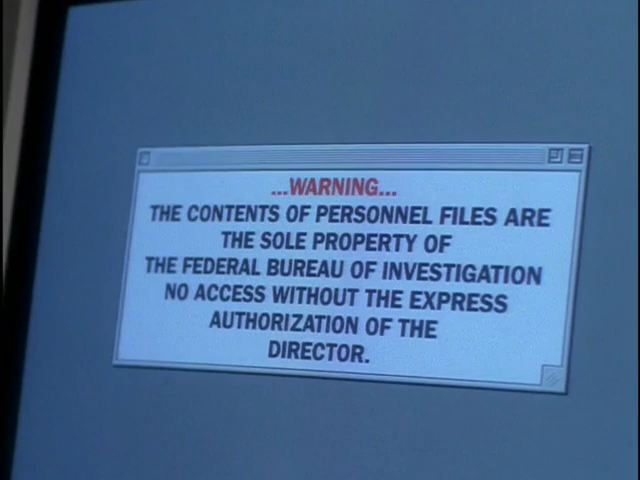 ...WARNING...
THE CONTENTS OF PERSONNEL FILES ARE
THE SOLE PROPERTY OF
THE FEDERAL BUREAU OF INVESTIGATION
NO ACCESS WITHOUT THE EXPRESS
AUTHORIZATION OF THE
DIRECTOR.